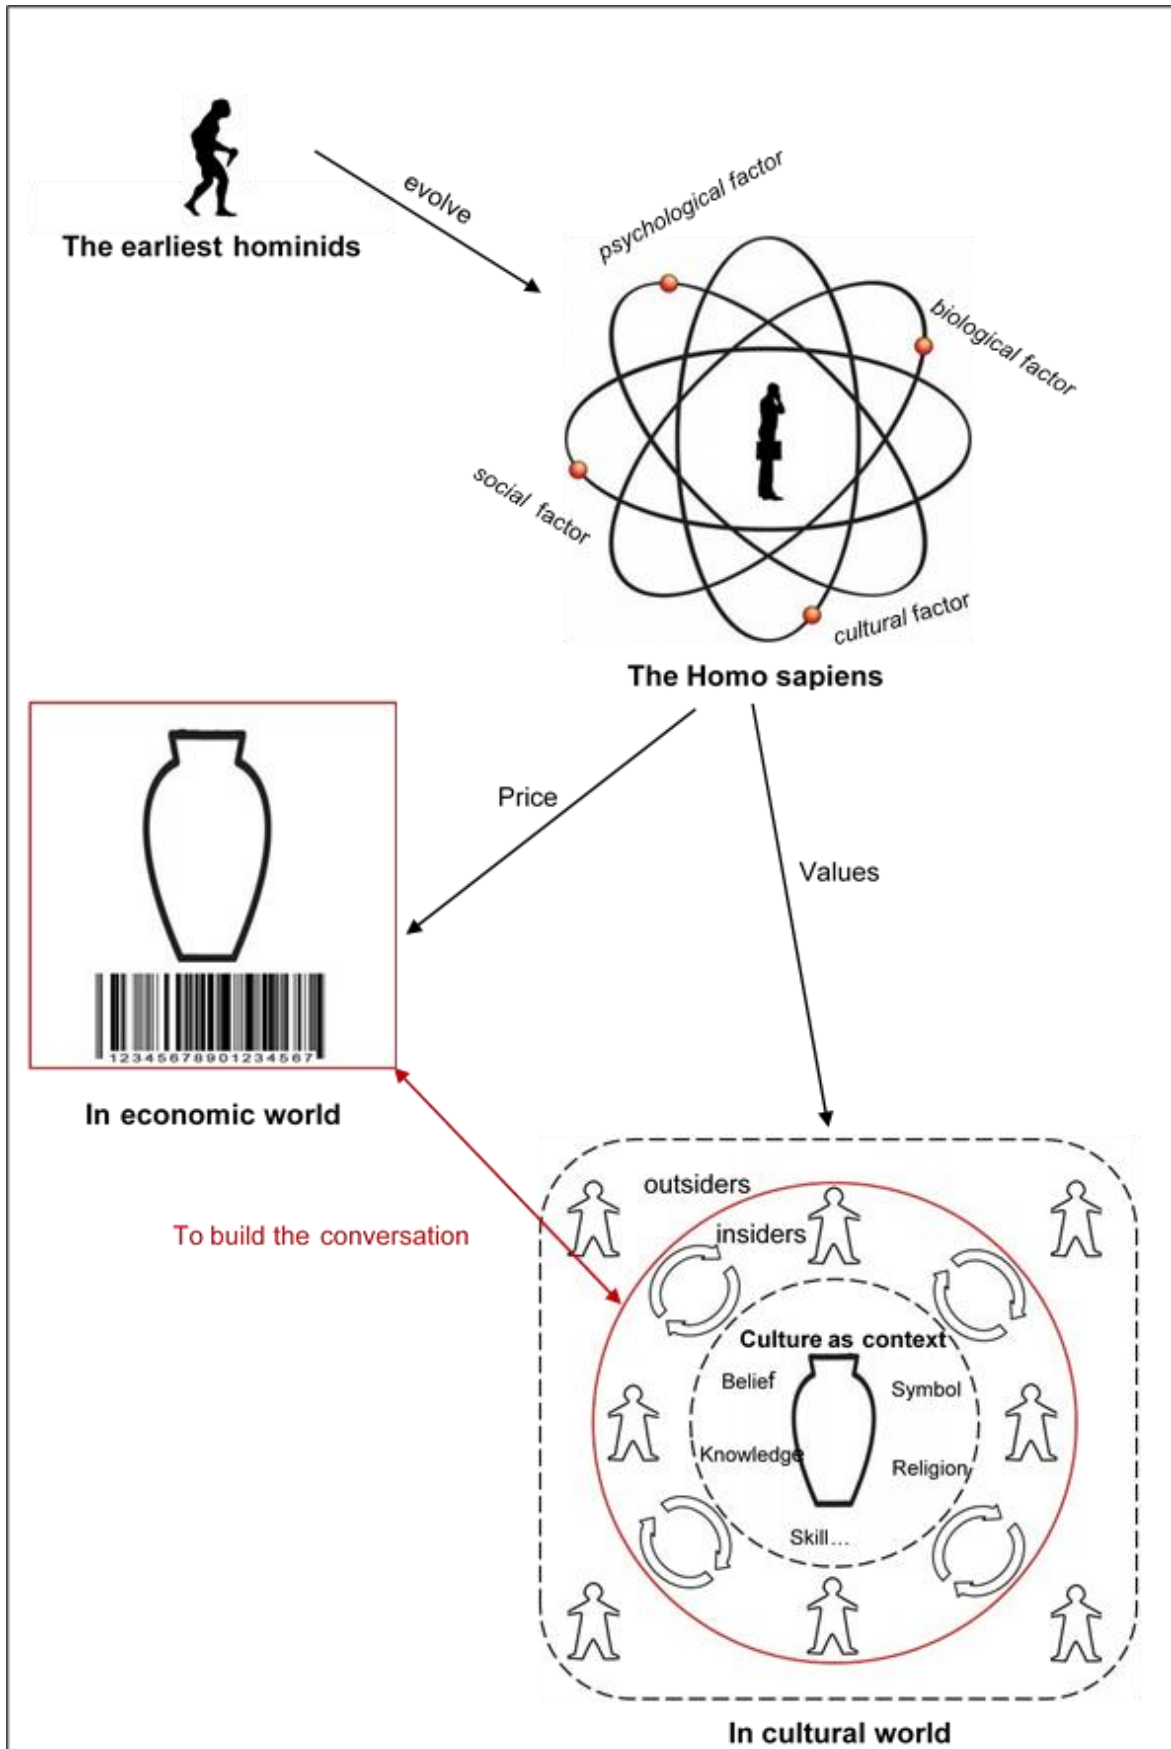 The earliest hominids
evolve
psychological factor
biological factor
social factor
cultural factor
The Homo sapiens
Price
Values
12345678901234567
In economic world
To build the conversation
outsiders
insiders
Culture as context
Belief
Symbol
Knowledge
Religion
Skill...
In cultural world